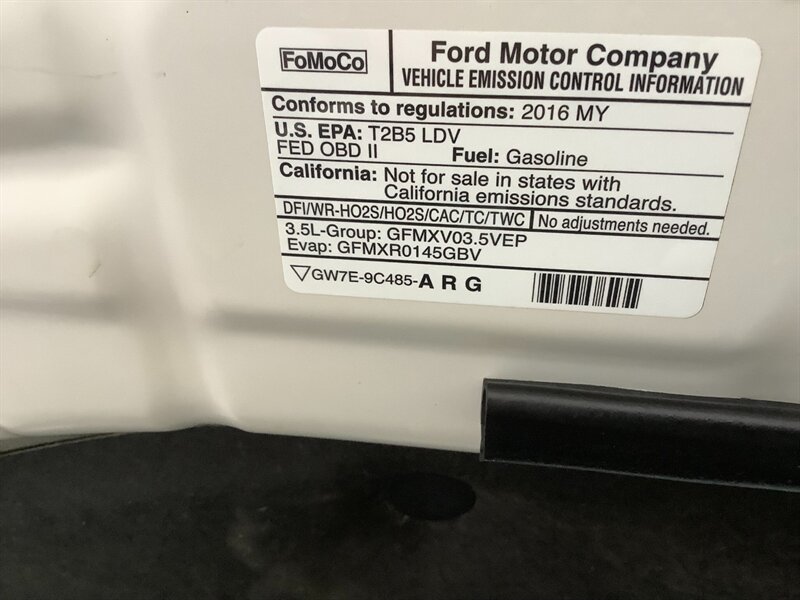 FoMoCo
Ford Motor Company
VEHICLE EMISSION CONTROL INFORMATION
Conforms to regulations: 2016 MY
U.S. EPA: T2B5 LDV
FED OBD II Fuel: Gasoline
California: Not for sale in states with
California emissions standards.
DFI/WR-HO2S/HO2S/CAC/TC/TWC No adjustments needed.
3.5L-Group: GFMXV03.5VEP
Evap: GFMXR0145GBV
GW7E-9C485-A R G